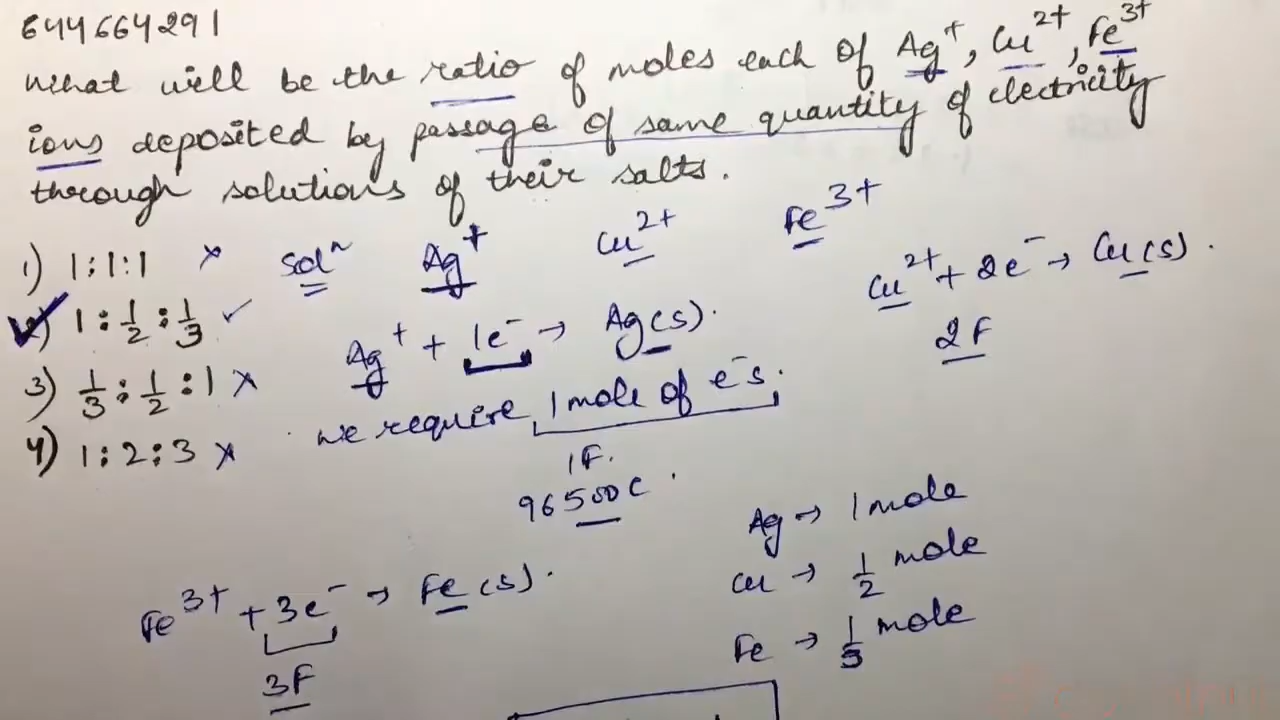 644664291
What will be the ratio of moles each of Ag⁺, Cu²⁺, Fe³⁺
ions deposited by passage of same quantity of electricity
through solutions of their salts.
1) 1:1:1 ×
2) 1 : 1/2 : 1/3 ✓
3) 1/3 : 1/2 : 1 ×
4) 1:2:3 ×
Solⁿ Ag⁺ Cu²⁺ Fe³⁺
Ag⁺ + 1e⁻ → Ag(s).
Cu²⁺ + 2e⁻ → Cu(s).
2F
we require 1 mole of e⁻s.
1F.
96500C.
Fe³⁺ + 3e⁻ → Fe(s).
3F
Ag → 1 mole
Cu → 1/2 mole
Fe → 1/3 mole